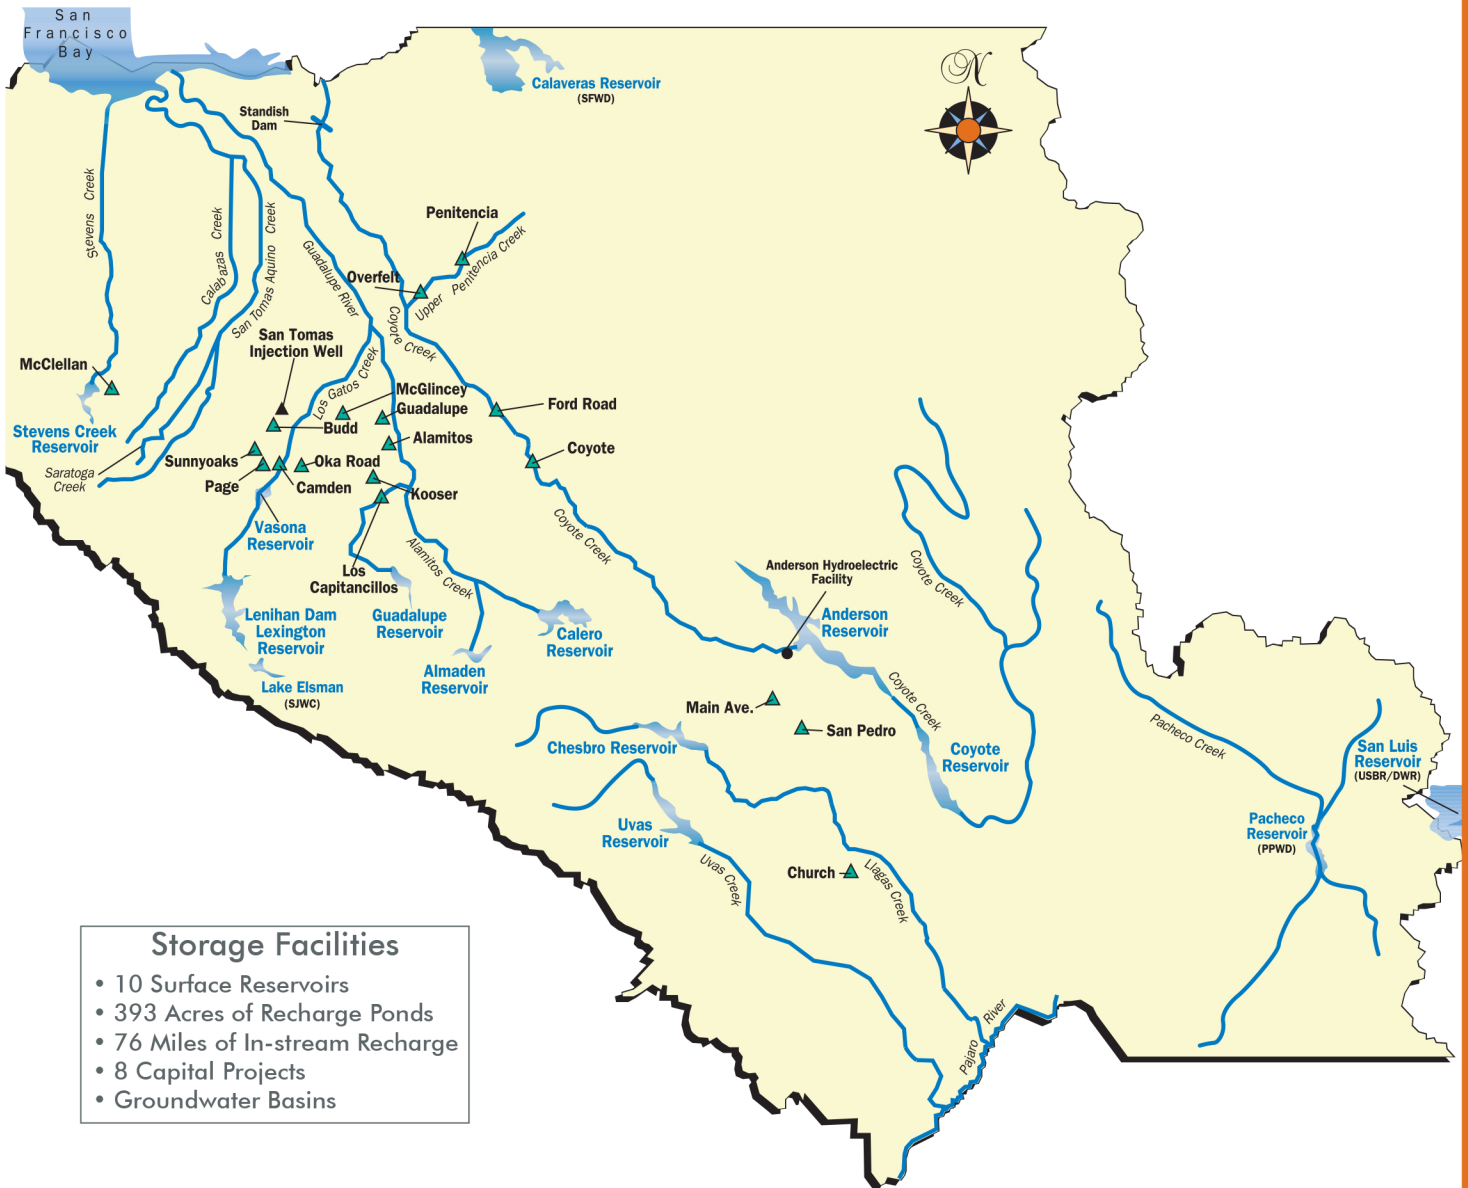 San
Francisco
Bay
N
Calaveras Reservoir
(SFWD)
Standish
Dam
Stevens Creek
Calabazas Creek
San Tomas Aquino Creek
Guadalupe River
Penitencia
Overfelt
Upper Penitencia Creek
Coyote Creek
San Tomas
Injection Well
McClellan
Los Gatos Creek
McGlincey
Guadalupe
Ford Road
Budd
Alamitos
Stevens Creek
Reservoir
Coyote
Sunnyoaks
Oka Road
Saratoga
Creek
Page
Camden
Kooser
Vasona
Reservoir
Coyote Creek
Alamitos Creek
Coyote Creek
Los
Capitancillos
Anderson Hydroelectric
Facility
Lenihan Dam
Lexington
Reservoir
Guadalupe
Reservoir
Anderson
Reservoir
Calero
Reservoir
Almaden
Reservoir
Lake Elsman
(SJWC)
Coyote Creek
Main Ave.
San Pedro
Pacheco Creek
Chesbro Reservoir
Coyote
Reservoir
San Luis
Reservoir
(USBR/DWR)
Uvas
Reservoir
Pacheco
Reservoir
(PPWD)
Uvas Creek
Church
Llagas Creek
Storage Facilities
• 10 Surface Reservoirs
• 393 Acres of Recharge Ponds
• 76 Miles of In-stream Recharge
• 8 Capital Projects
• Groundwater Basins
Pajaro River